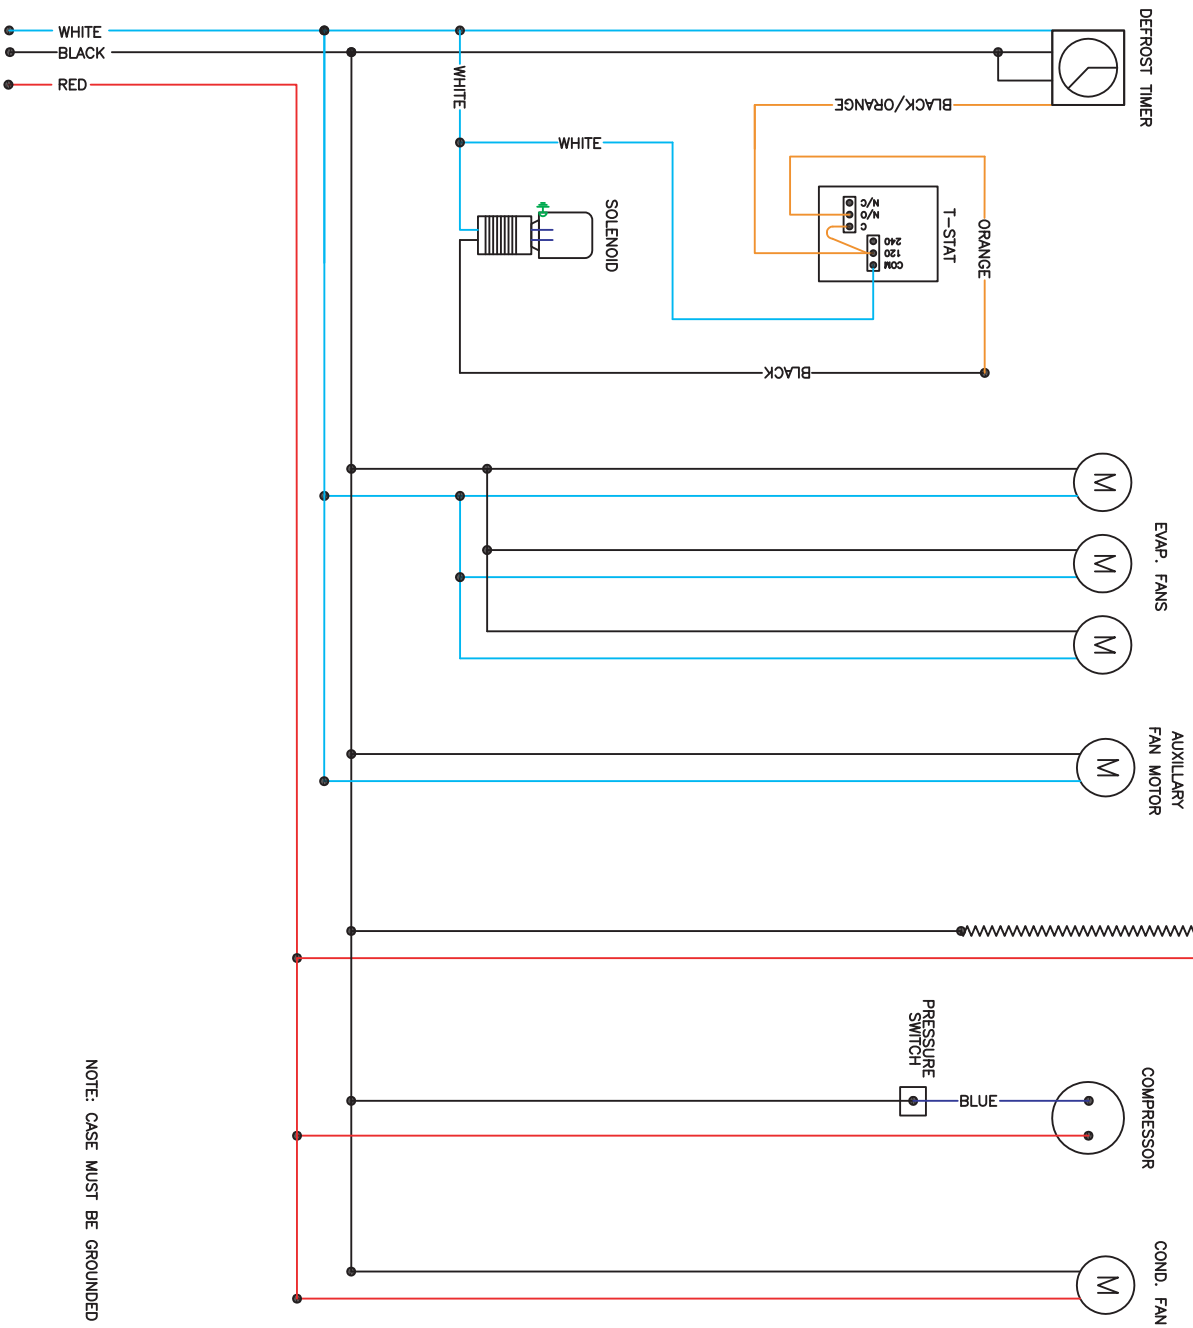 WHITE
BLACK
RED
WHITE
WHITE
BLACK/ORANGE
DEFROST TIMER
SOLENOID
N/C
N/O
C
240
120
COM
T-STAT
ORANGE
BLACK
M
M
M
EVAP. FANS
M
AUXILLARY
FAN MOTOR
PRESSURE
SWITCH
BLUE
COMPRESSOR
M
COND. FAN
NOTE: CASE MUST BE GROUNDED